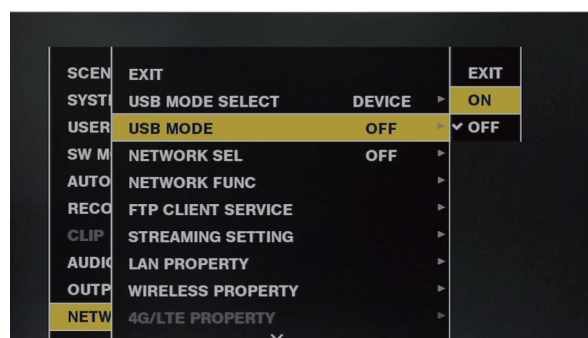 SCEN
SYST
USER
SW M
AUTO
RECO
CLIP
AUDIO
OUTP
NETW
EXIT
USB MODE SELECT DEVICE
USB MODE OFF
NETWORK SEL OFF
NETWORK FUNC
FTP CLIENT SERVICE
STREAMING SETTING
LAN PROPERTY
WIRELESS PROPERTY
4G/LTE PROPERTY
EXIT
ON
OFF